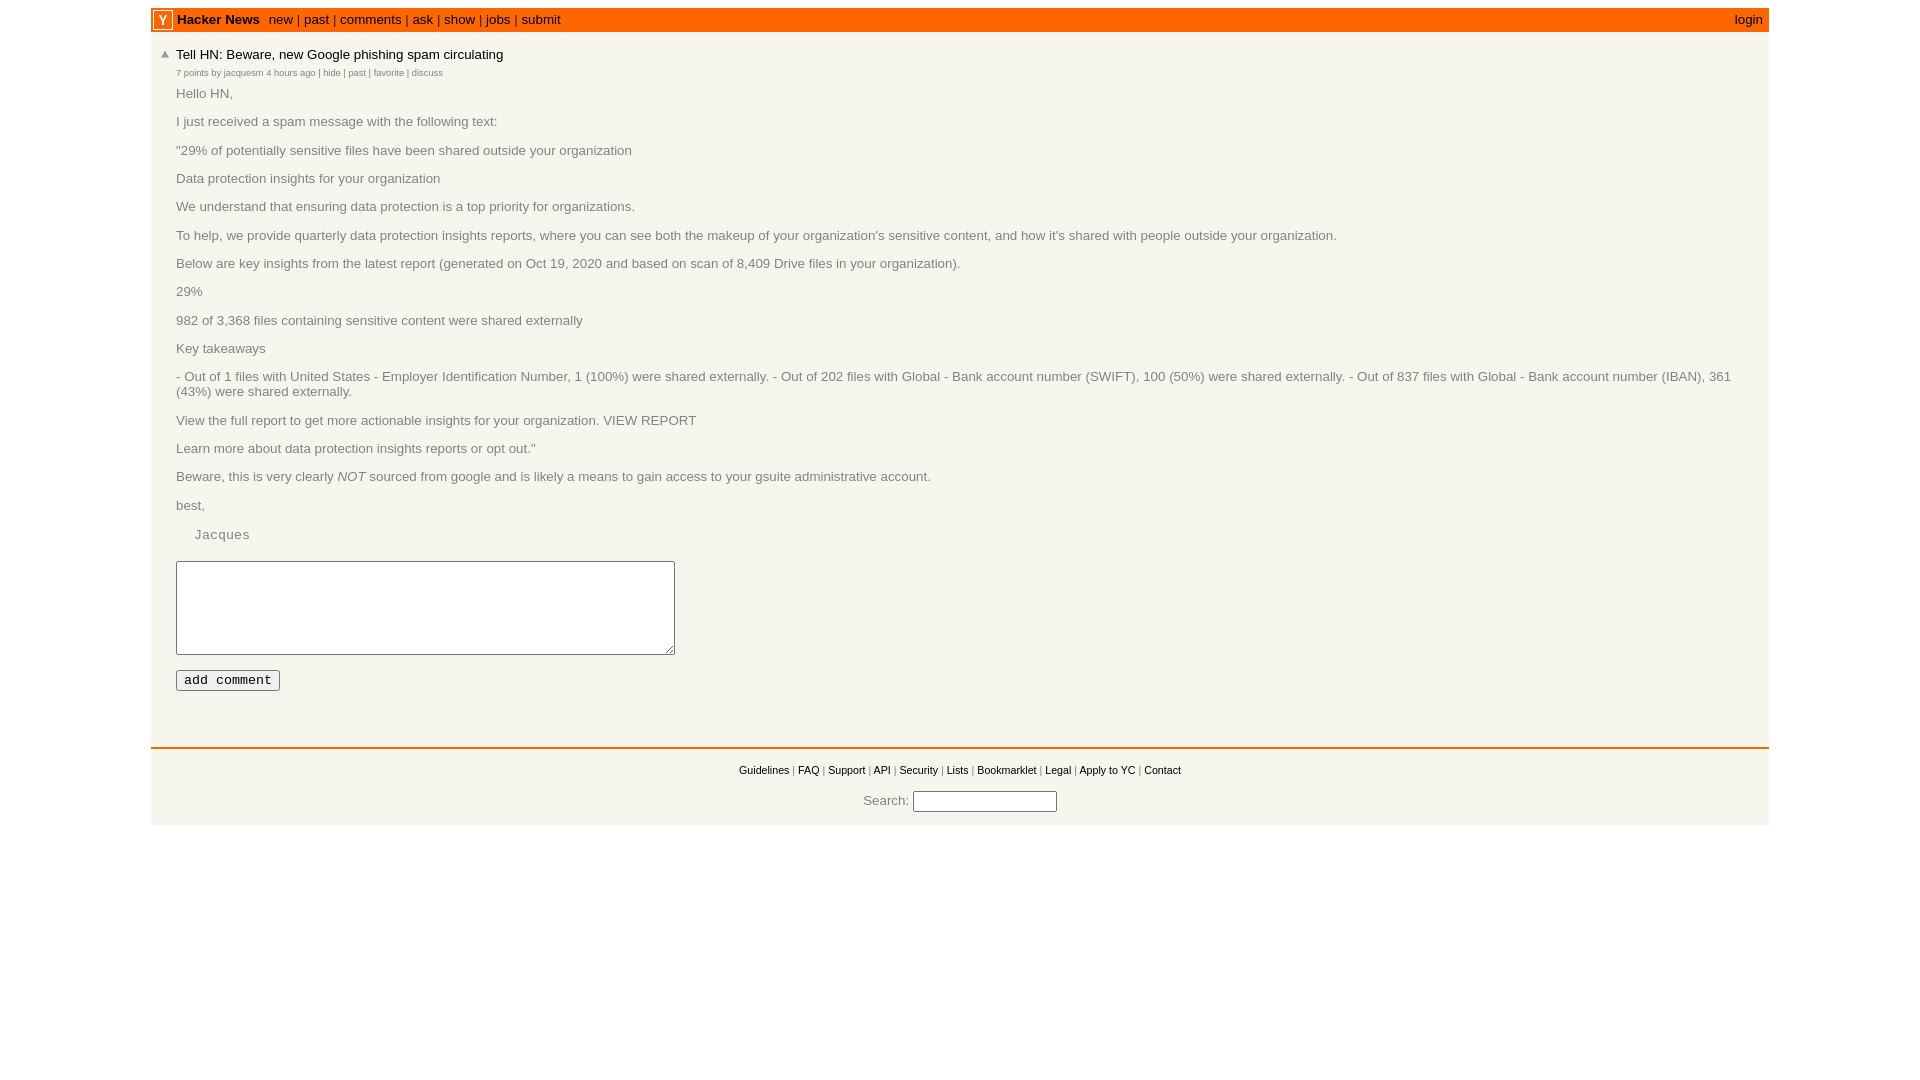 Y Hacker News new | past | comments | ask | show | jobs | submit login
Tell HN: Beware, new Google phishing spam circulating
7 points by jacquesm 4 hours ago | hide | past | favorite | discuss
Hello HN,
I just received a spam message with the following text:
"29% of potentially sensitive files have been shared outside your organization
Data protection insights for your organization
We understand that ensuring data protection is a top priority for organizations.
To help, we provide quarterly data protection insights reports, where you can see both the makeup of your organization's sensitive content, and how it's shared with people outside your organization.
Below are key insights from the latest report (generated on Oct 19, 2020 and based on scan of 8,409 Drive files in your organization).
29%
982 of 3,368 files containing sensitive content were shared externally
Key takeaways
- Out of 1 files with United States - Employer Identification Number, 1 (100%) were shared externally. - Out of 202 files with Global - Bank account number (SWIFT), 100 (50%) were shared externally. - Out of 837 files with Global - Bank account number (IBAN), 361
(43%) were shared externally.
View the full report to get more actionable insights for your organization. VIEW REPORT
Learn more about data protection insights reports or opt out."
Beware, this is very clearly NOT sourced from google and is likely a means to gain access to your gsuite administrative account.
best,
Jacques
add comment
Guidelines | FAQ | Support | API | Security | Lists | Bookmarklet | Legal | Apply to YC | Contact
Search: